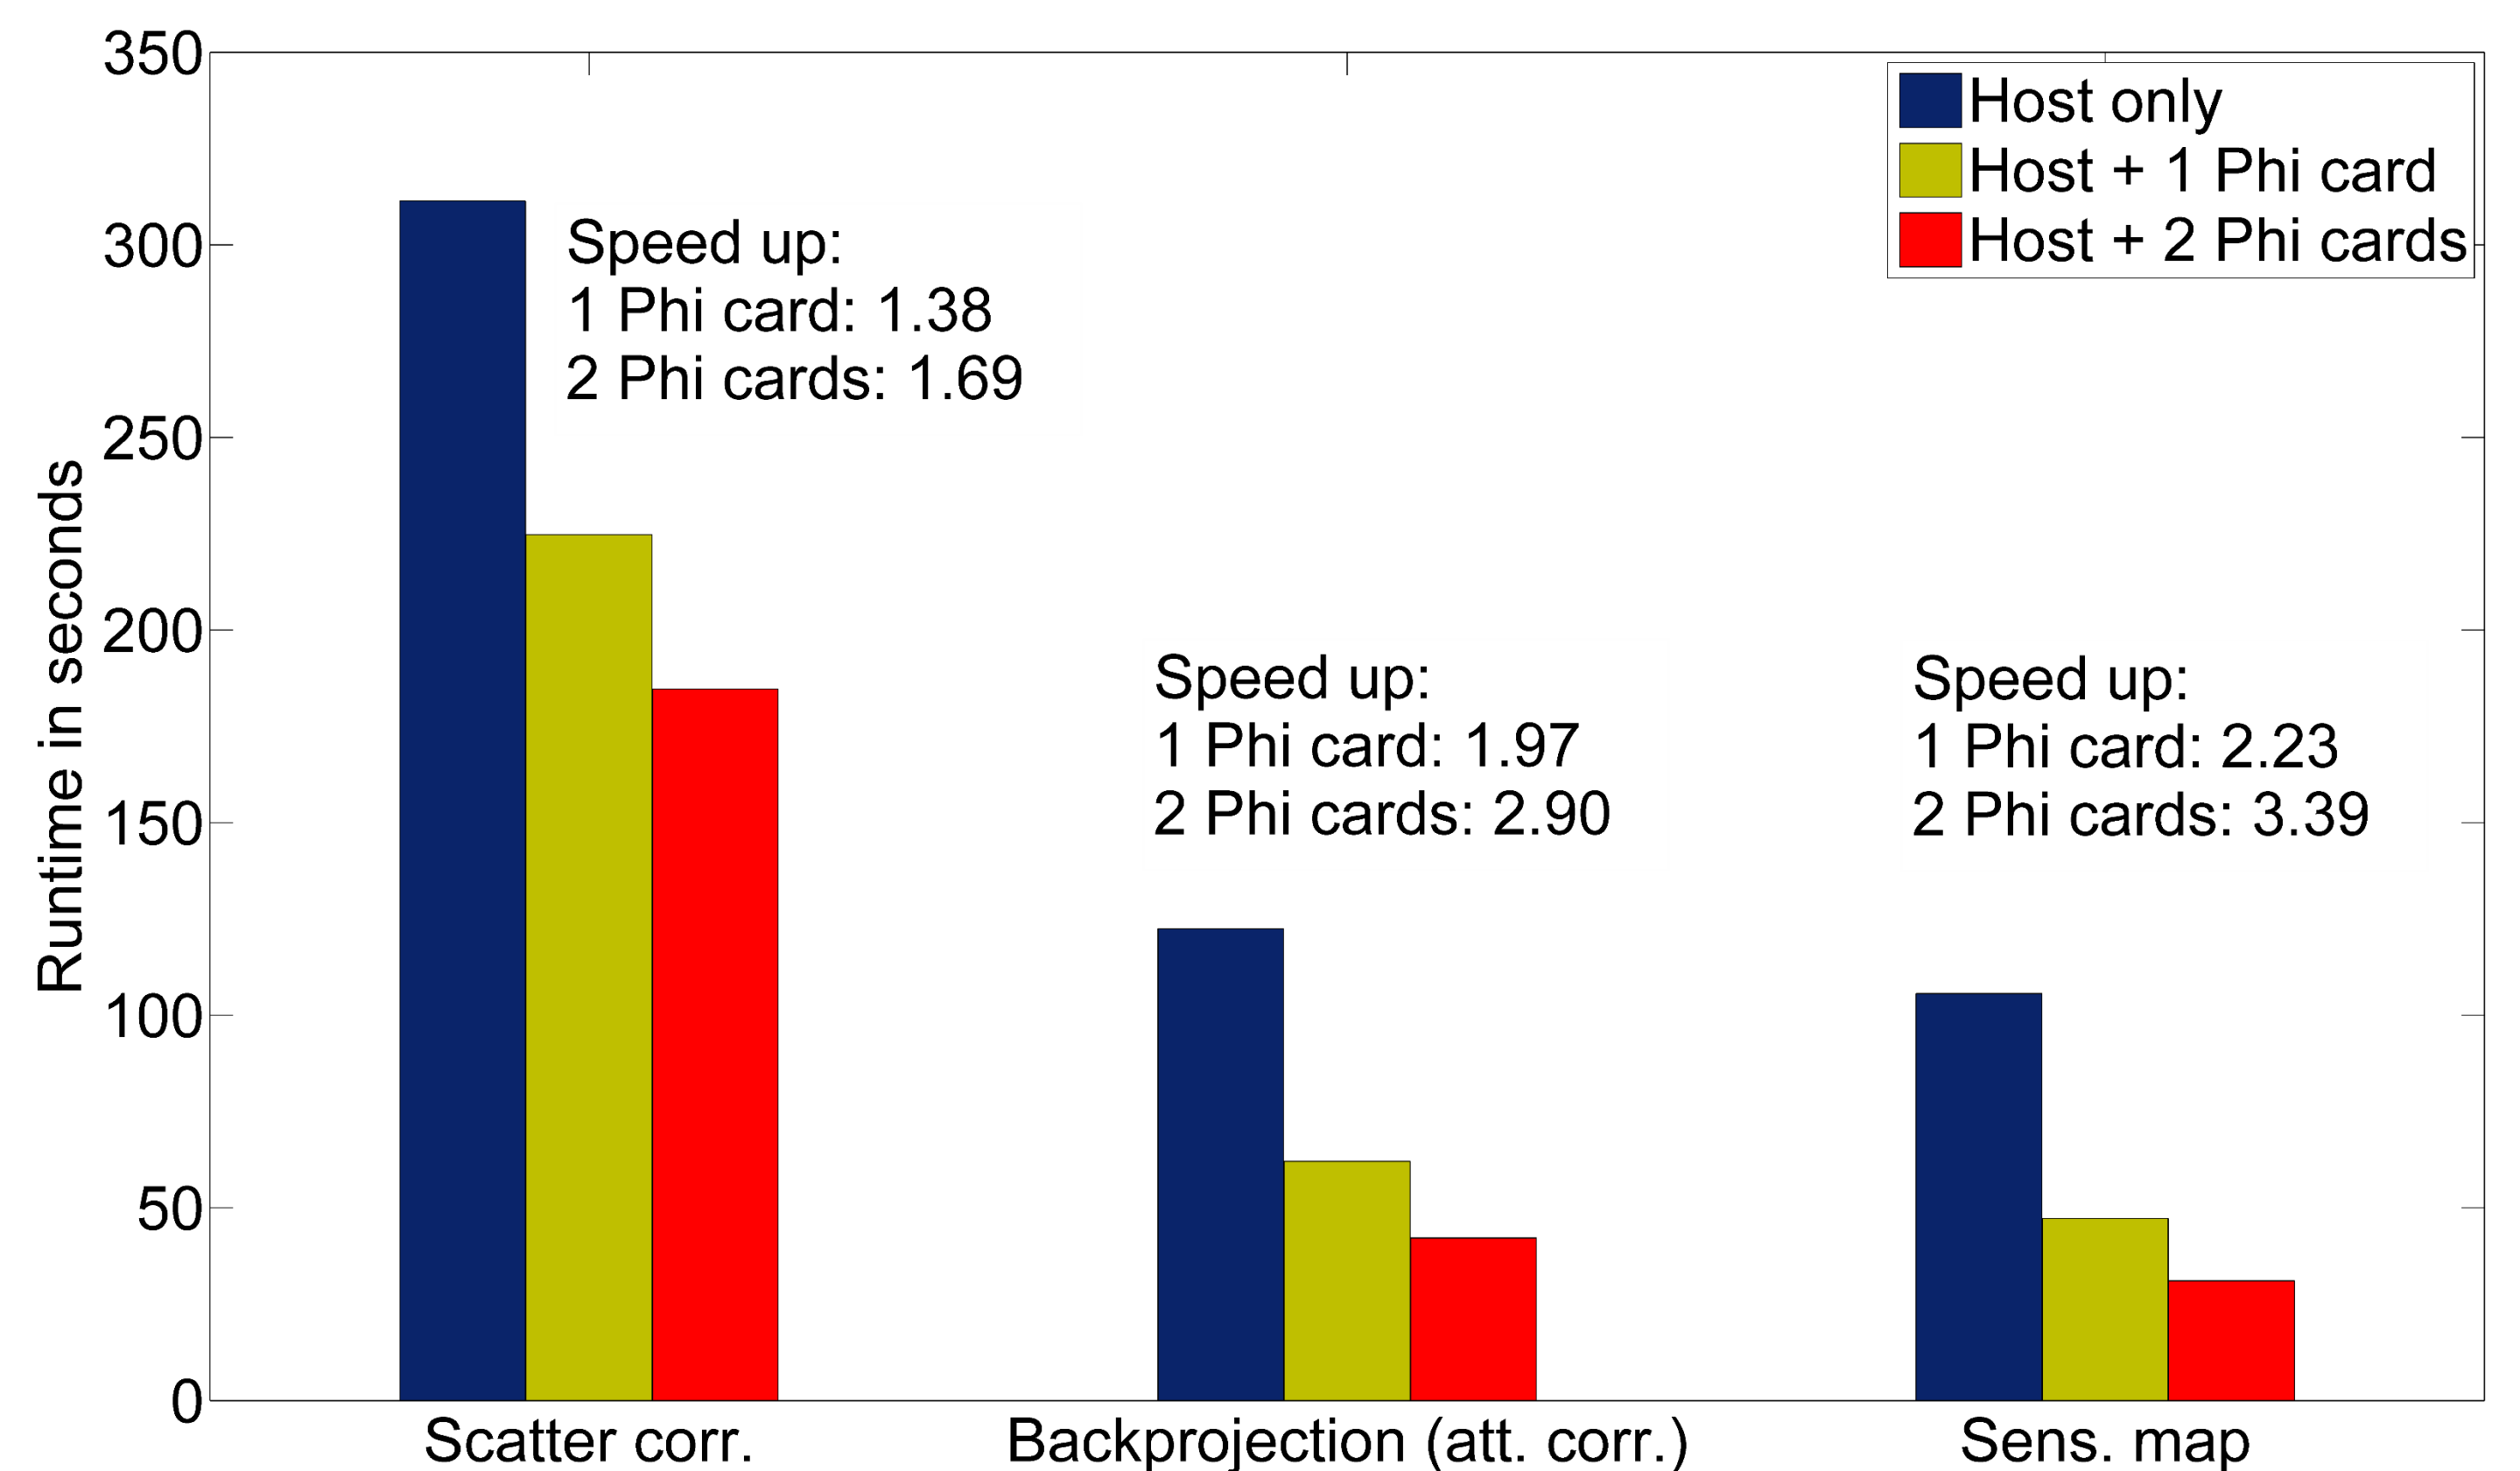 350
300
250
200
150
100
50
0
Runtime in seconds
Host only
Host + 1 Phi card
Host + 2 Phi cards
Speed up:
1 Phi card: 1.38
2 Phi cards: 1.69
Speed up:
1 Phi card: 1.97
2 Phi cards: 2.90
Speed up:
1 Phi card: 2.23
2 Phi cards: 3.39
Scatter corr.
Backprojection (att. corr.)
Sens. map